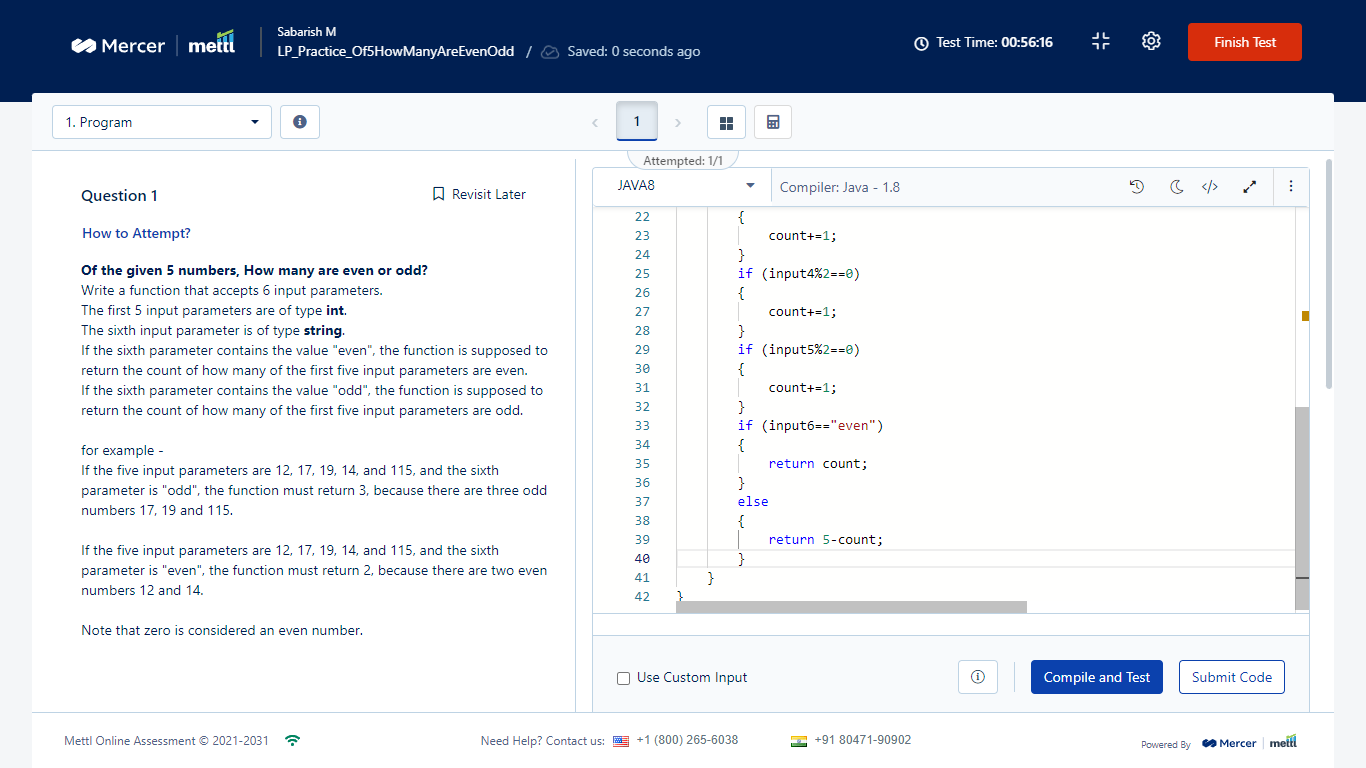 Mercer | mettl
Sabarish M
LP_Practice_Of5HowManyAreEvenOdd / Saved: 0 seconds ago
Test Time: 00:56:16
Finish Test
1. Program
1
Attempted: 1/1
Question 1
Revisit Later
How to Attempt?
Of the given 5 numbers, How many are even or odd?
Write a function that accepts 6 input parameters.
The first 5 input parameters are of type int.
The sixth input parameter is of type string.
If the sixth parameter contains the value "even", the function is supposed to
return the count of how many of the first five input parameters are even.
If the sixth parameter contains the value "odd", the function is supposed to
return the count of how many of the first five input parameters are odd.
for example -
If the five input parameters are 12, 17, 19, 14, and 115, and the sixth
parameter is "odd", the function must return 3, because there are three odd
numbers 17, 19 and 115.
If the five input parameters are 12, 17, 19, 14, and 115, and the sixth
parameter is "even", the function must return 2, because there are two even
numbers 12 and 14.
Note that zero is considered an even number.
JAVA8
Compiler: Java - 1.8
22 {
23 count+=1;
24 }
25 if (input4%2==0)
26 {
27 count+=1;
28 }
29 if (input5%2==0)
30 {
31 count+=1;
32 }
33 if (input6=="even")
34 {
35 return count;
36 }
37 else
38 {
39 return 5-count;
40 }
41 }
42 }
Use Custom Input
Compile and Test
Submit Code
Mettl Online Assessment © 2021-2031
Need Help? Contact us: +1 (800) 265-6038
+91 80471-90902
Powered By Mercer | mettl